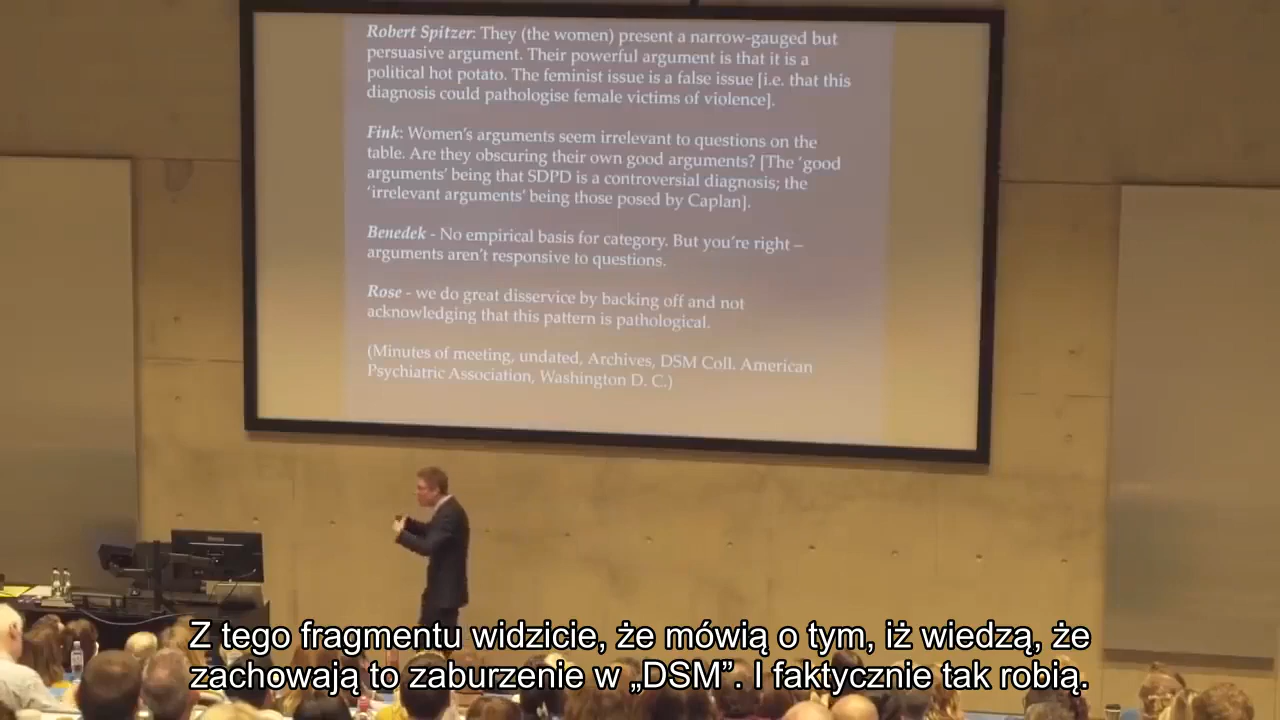 Robert Spitzer: They (the women) present a narrow-gauged but
persuasive argument. Their powerful argument is that it is a
political hot potato. The feminist issue is a false issue [i.e. that this
diagnosis could pathologise female victims of violence].
Fink: Women's arguments seem irrelevant to questions on the
table. Are they obscuring their own good arguments? [The 'good
arguments' being that SDPD is a controversial diagnosis; the
'irrelevant arguments' being those posed by Caplan].
Benedek - No empirical basis for category. But you're right –
arguments aren't responsive to questions.
Rose - we do great disservice by backing off and not
acknowledging that this pattern is pathological.
(Minutes of meeting, undated, Archives, DSM Coll. American
Psychiatric Association, Washington D. C.)
Z tego fragmentu widzicie, że mówią o tym, iż wiedzą, że
zachowają to zaburzenie w „DSM”. I faktycznie tak robią.